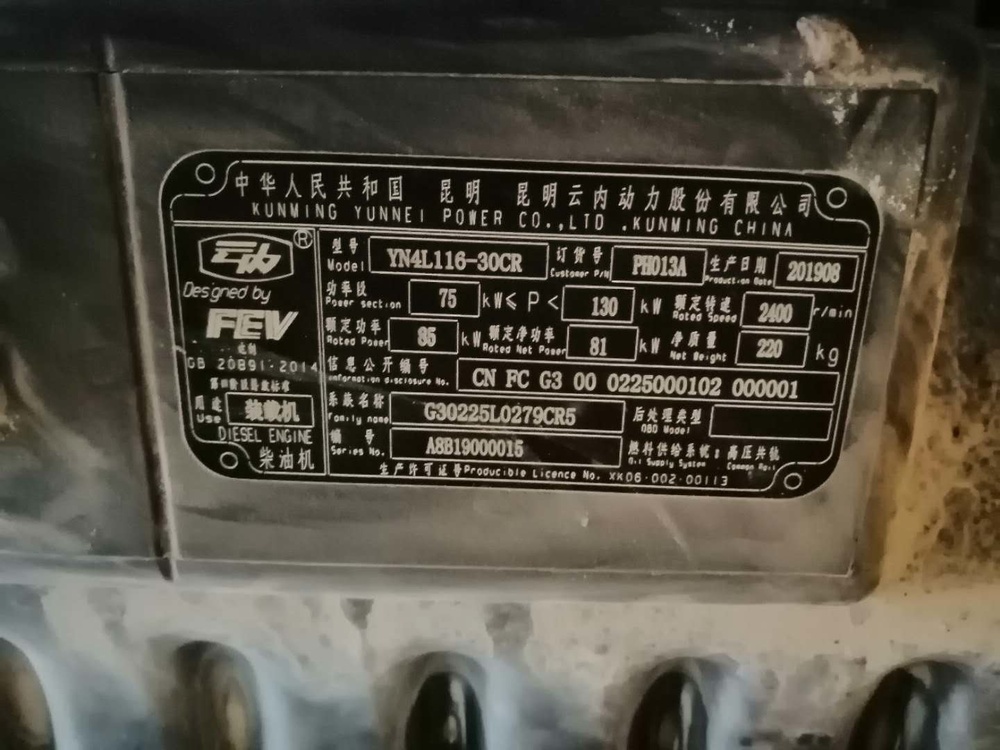 中华人民共和国 昆明 昆明云内动力股份有限公司
KUNMING YUNNEI POWER CO.,LTD .KUNMING CHINA
云内 ®
Designed by
FEV
GB 20891-2014
用途 Use 装载机
DIESEL ENGINE
柴油机
型号 Model YN4L116-30CR 订货号 Customer P/N PH013A 生产日期 Production Date 201908
功率段 Power section 75 kW≤ P < 130 kW 额定转速 Rated Speed 2400 r/min
额定功率 Rated Power 85 kW 额定净功率 Rated Net Power 81 kW 净质量 Net Weight 220 kg
信息公开编号 Information disclosure No. CN FC G3 00 0225000102 000001
系族名称 Family name G30225L0279CR5 后处理类型 OBD Model
编号 Series No. A8B19000015 燃料供给系统:高压共轨 Oil Supply System Common Rail
生产许可证号Producible Licence No. XK06-002-00113